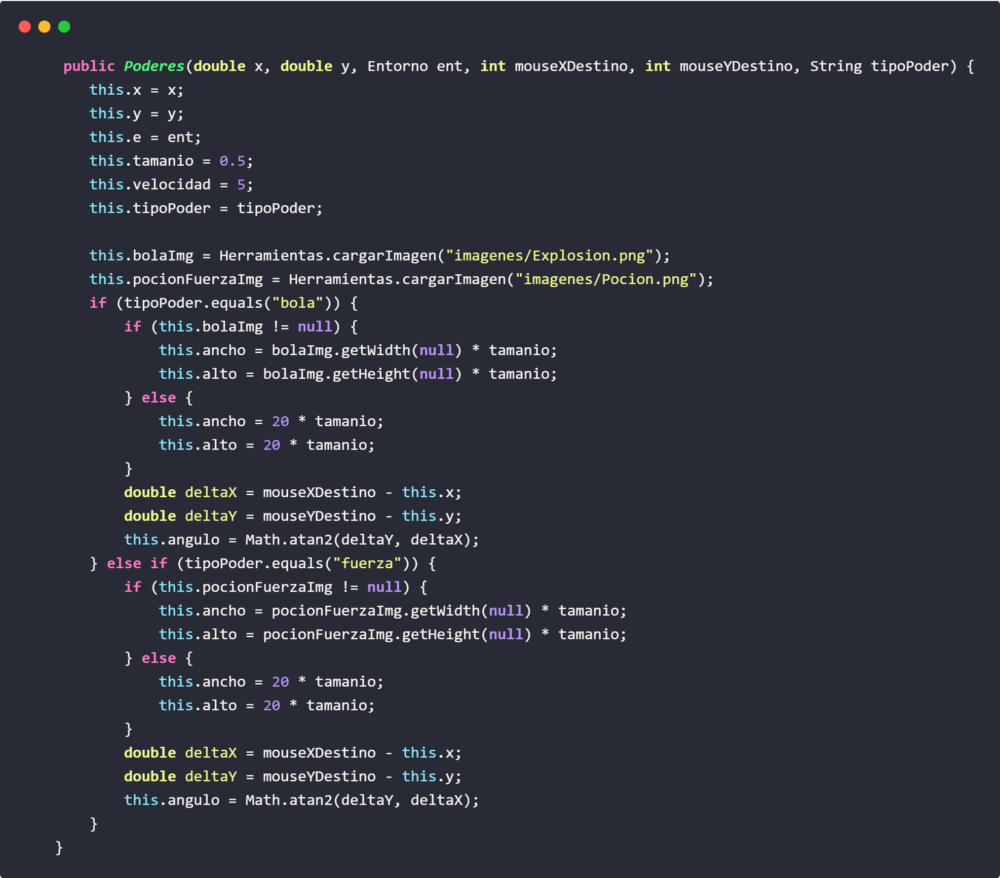 public Poderes(double x, double y, Entorno ent, int mouseXDestino, int mouseYDestino, String tipoPoder) {
this.x = x;
this.y = y;
this.e = ent;
this.tamanio = 0.5;
this.velocidad = 5;
this.tipoPoder = tipoPoder;
this.bolaImg = Herramientas.cargarImagen("imagenes/Explosion.png");
this.pocionFuerzaImg = Herramientas.cargarImagen("imagenes/Pocion.png");
if (tipoPoder.equals("bola")) {
if (this.bolaImg != null) {
this.ancho = bolaImg.getWidth(null) * tamanio;
this.alto = bolaImg.getHeight(null) * tamanio;
} else {
this.ancho = 20 * tamanio;
this.alto = 20 * tamanio;
}
double deltaX = mouseXDestino - this.x;
double deltaY = mouseYDestino - this.y;
this.angulo = Math.atan2(deltaY, deltaX);
} else if (tipoPoder.equals("fuerza")) {
if (this.pocionFuerzaImg != null) {
this.ancho = pocionFuerzaImg.getWidth(null) * tamanio;
this.alto = pocionFuerzaImg.getHeight(null) * tamanio;
} else {
this.ancho = 20 * tamanio;
this.alto = 20 * tamanio;
}
double deltaX = mouseXDestino - this.x;
double deltaY = mouseYDestino - this.y;
this.angulo = Math.atan2(deltaY, deltaX);
}
}